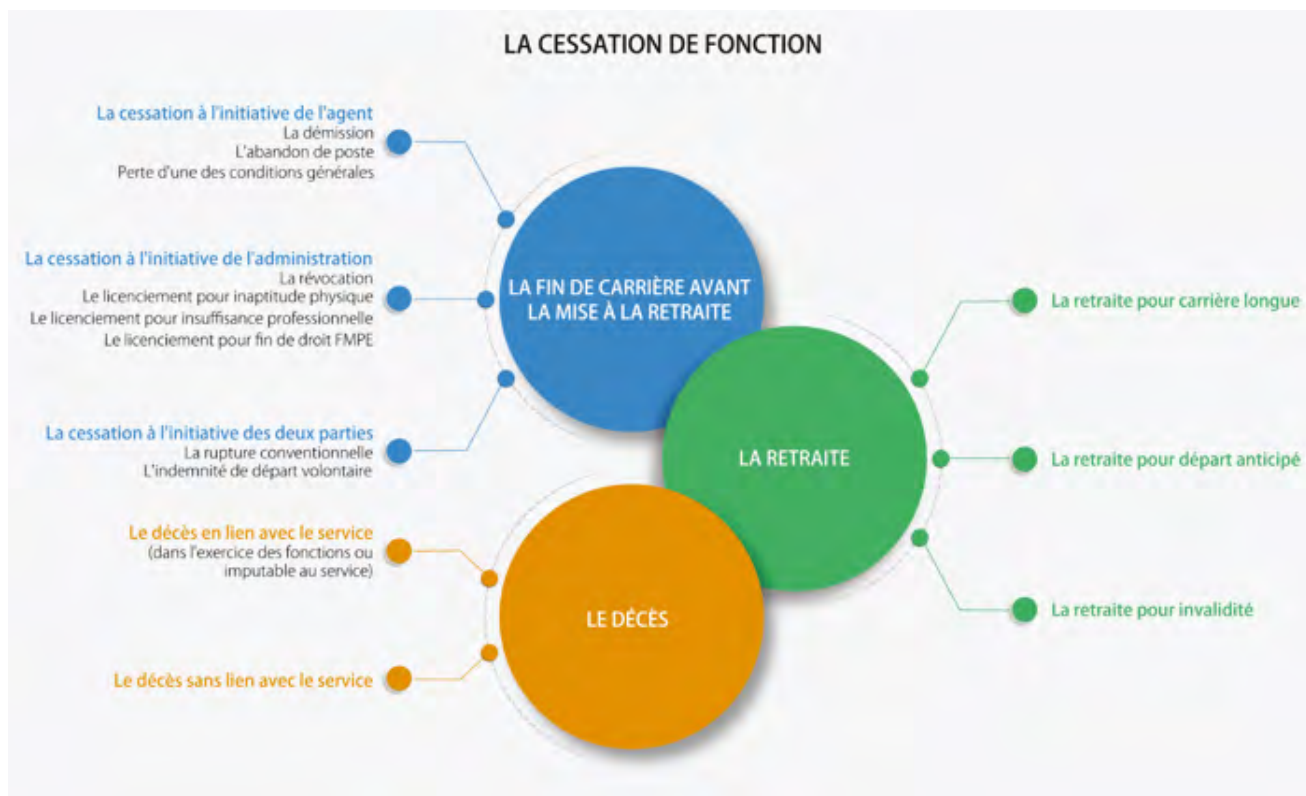 LA CESSATION DE FONCTION
La cessation à l'initiative de l'agent
La démission
L'abandon de poste
Perte d'une des conditions générales
La cessation à l'initiative de l'administration
La révocation
Le licenciement pour inaptitude physique
Le licenciement pour insuffisance professionnelle
Le licenciement pour fin de droit FMPE
La cessation à l'initiative des deux parties
La rupture conventionnelle
L'indemnité de départ volontaire
LA FIN DE CARRIÈRE AVANT
LA MISE À LA RETRAITE
LA RETRAITE
La retraite pour carrière longue
La retraite pour départ anticipé
La retraite pour invalidité
Le décès en lien avec le service
(dans l'exercice des fonctions ou
imputable au service)
Le décès sans lien avec le service
LE DÉCÈS